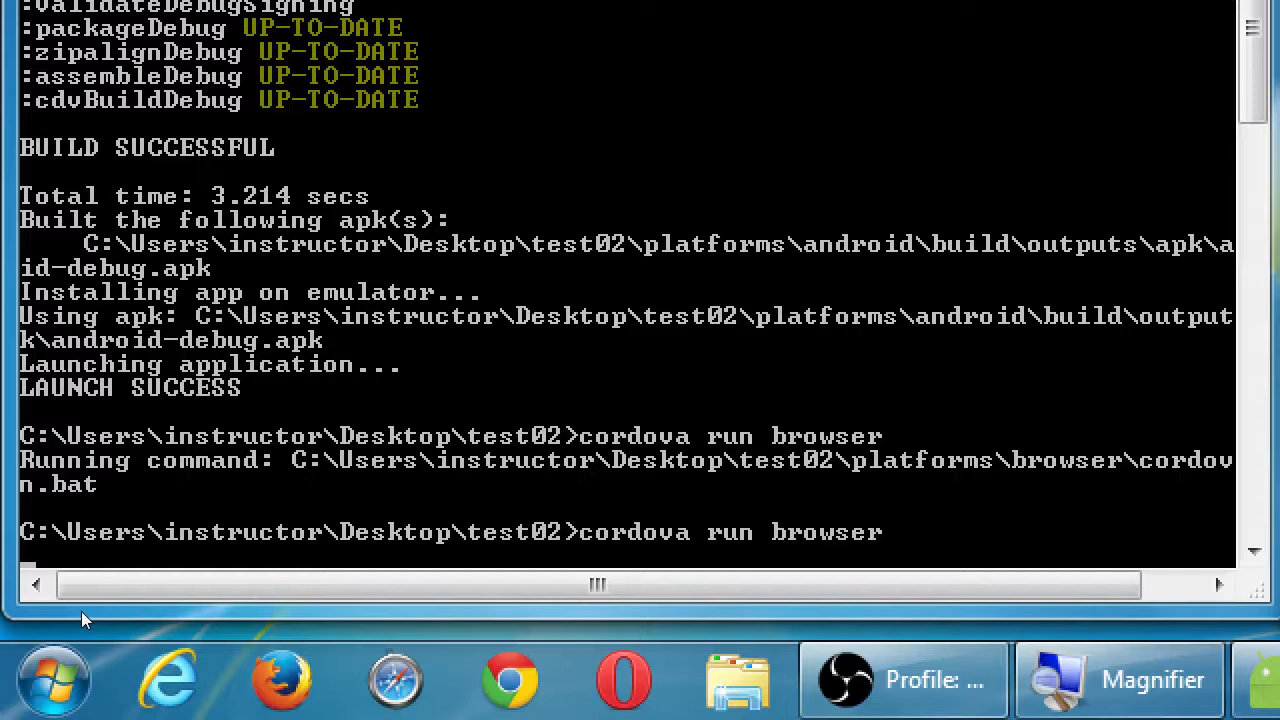 :validateDebugSigning
:packageDebug UP-TO-DATE
:zipalignDebug UP-TO-DATE
:assembleDebug UP-TO-DATE
:cdvBuildDebug UP-TO-DATE
BUILD SUCCESSFUL
Total time: 3.214 secs
Built the following apk(s):
C:\Users\instructor\Desktop\test02\platforms\android\build\outputs\apk\a
id-debug.apk
Installing app on emulator...
Using apk: C:\Users\instructor\Desktop\test02\platforms\android\build\output
k\android-debug.apk
Launching application...
LAUNCH SUCCESS
C:\Users\instructor\Desktop\test02>cordova run browser
Running command: C:\Users\instructor\Desktop\test02\platforms\browser\cordov
n.bat
C:\Users\instructor\Desktop\test02>cordova run browser
Profile: ...
Magnifier